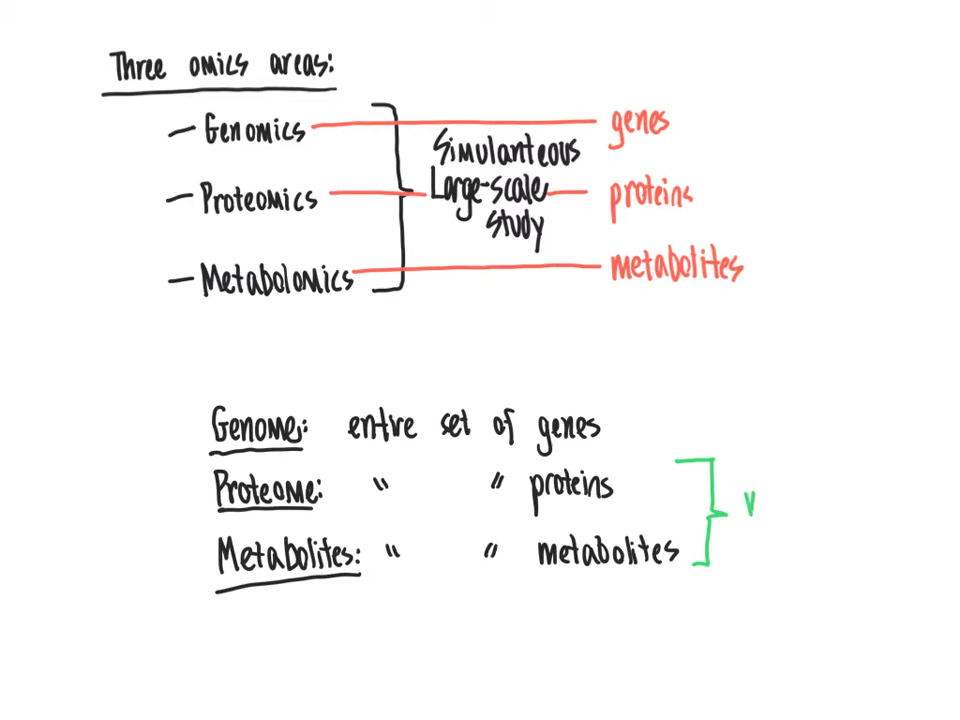 Three omics areas:
— Genomics
genes
Simulanteous
— Proteomics
Large-scale
proteins
study
— Metabolomics
metabolites
Genome: entire set of genes
Proteome: " " proteins
V
Metabolites: " " metabolites